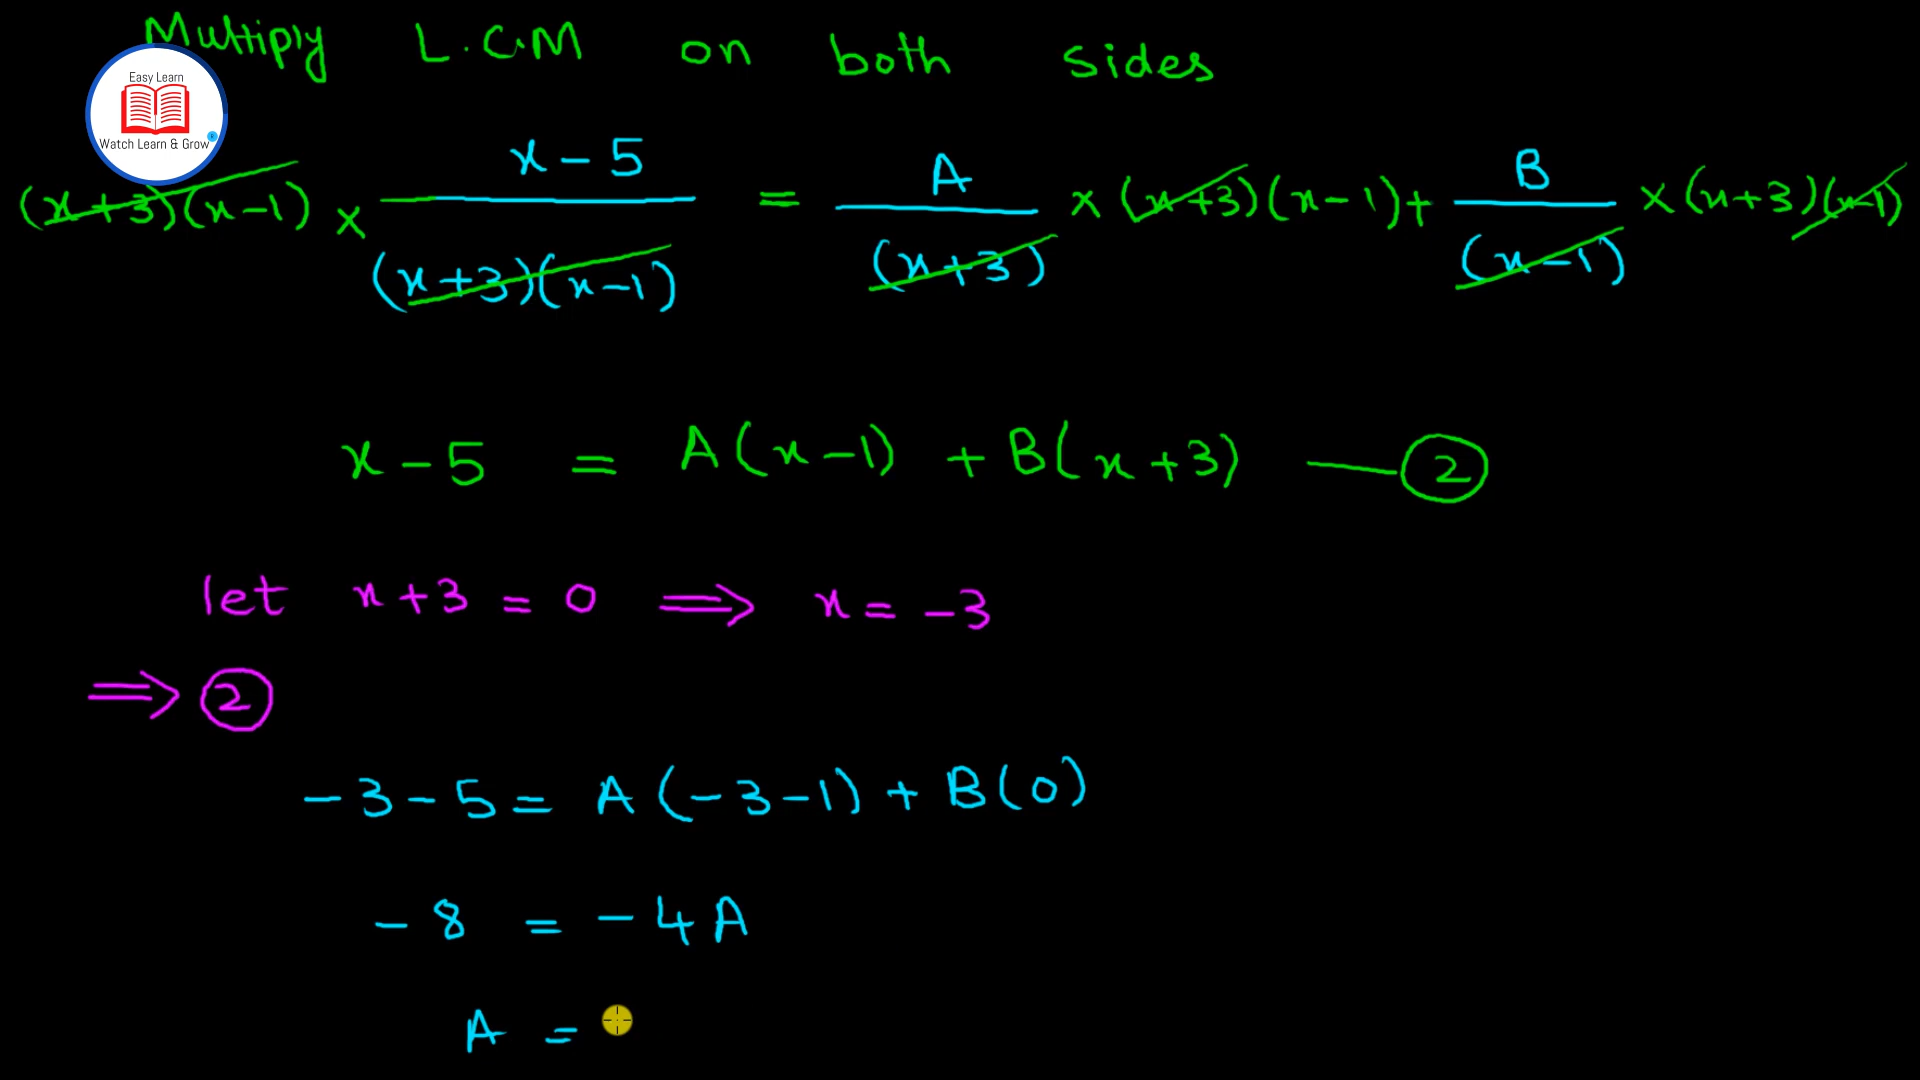 Multiply L.C.M on both sides
Easy Learn
Watch Learn & Grow
(x+3)(x-1) × x-5 / (x+3)(x-1) = A / (x+3) × (x+3)(x-1) + B / (x-1) × (x+3)(x-1)
x-5 = A(x-1) + B(x+3) — 2
let x+3 = 0 ⟹ x = -3
⟹ 2
-3-5 = A(-3-1) + B(0)
-8 = -4A
A =